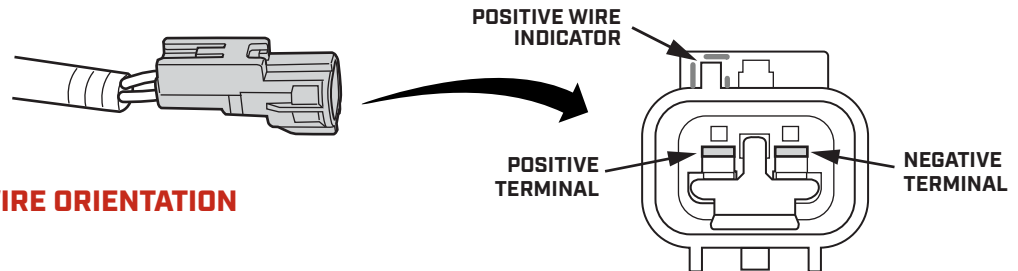 POSITIVE WIRE
INDICATOR
POSITIVE
TERMINAL
NEGATIVE
TERMINAL
IRE ORIENTATION